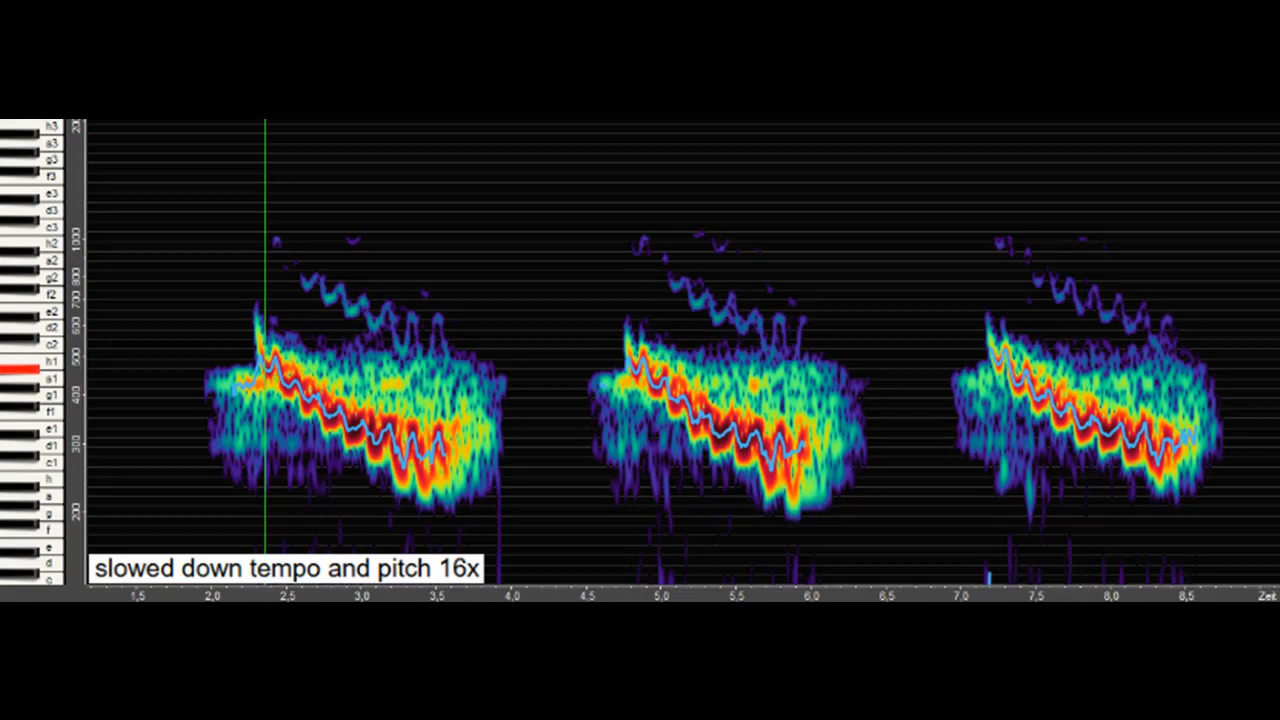 h3
a3
g3
f3
e3
d3
c3
h2
a2
g2
f2
e2
d2
c2
h1
a1
g1
f1
e1
d1
c1
h
a
g
f
e
d
c
1000
800
700
600
500
400
300
200
slowed down tempo and pitch 16x
1,5 2,0 2,5 3,0 3,5 4,0 4,5 5,0 5,5 6,0 6,5 7,0 7,5 8,0 8,5 Zeit